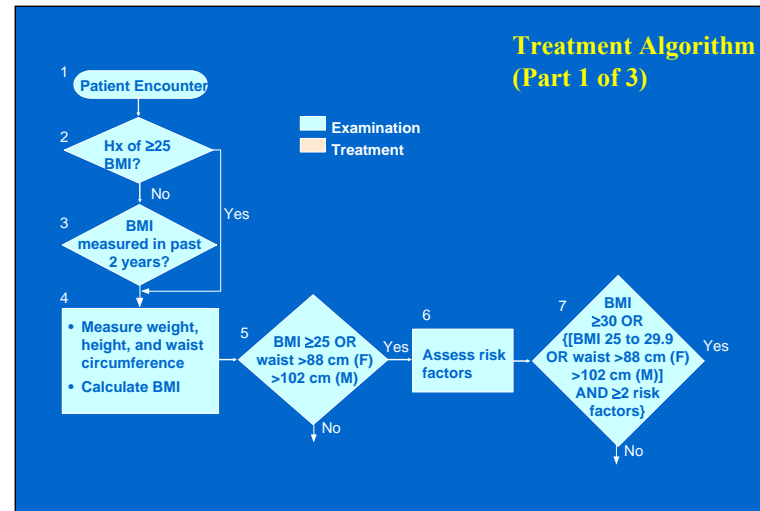 Treatment Algorithm
(Part 1 of 3)
1
Patient Encounter
2
Hx of ≥25
BMI?
Examination
Treatment
No
Yes
3
BMI
measured in past
2 years?
4
• Measure weight,
height, and waist
circumference
• Calculate BMI
5
BMI ≥25 OR
waist >88 cm (F)
>102 cm (M)
Yes
No
6
Assess risk
factors
7
BMI
≥30 OR
{[BMI 25 to 29.9
OR waist >88 cm (F)
>102 cm (M)]
AND ≥2 risk
factors}
Yes
No